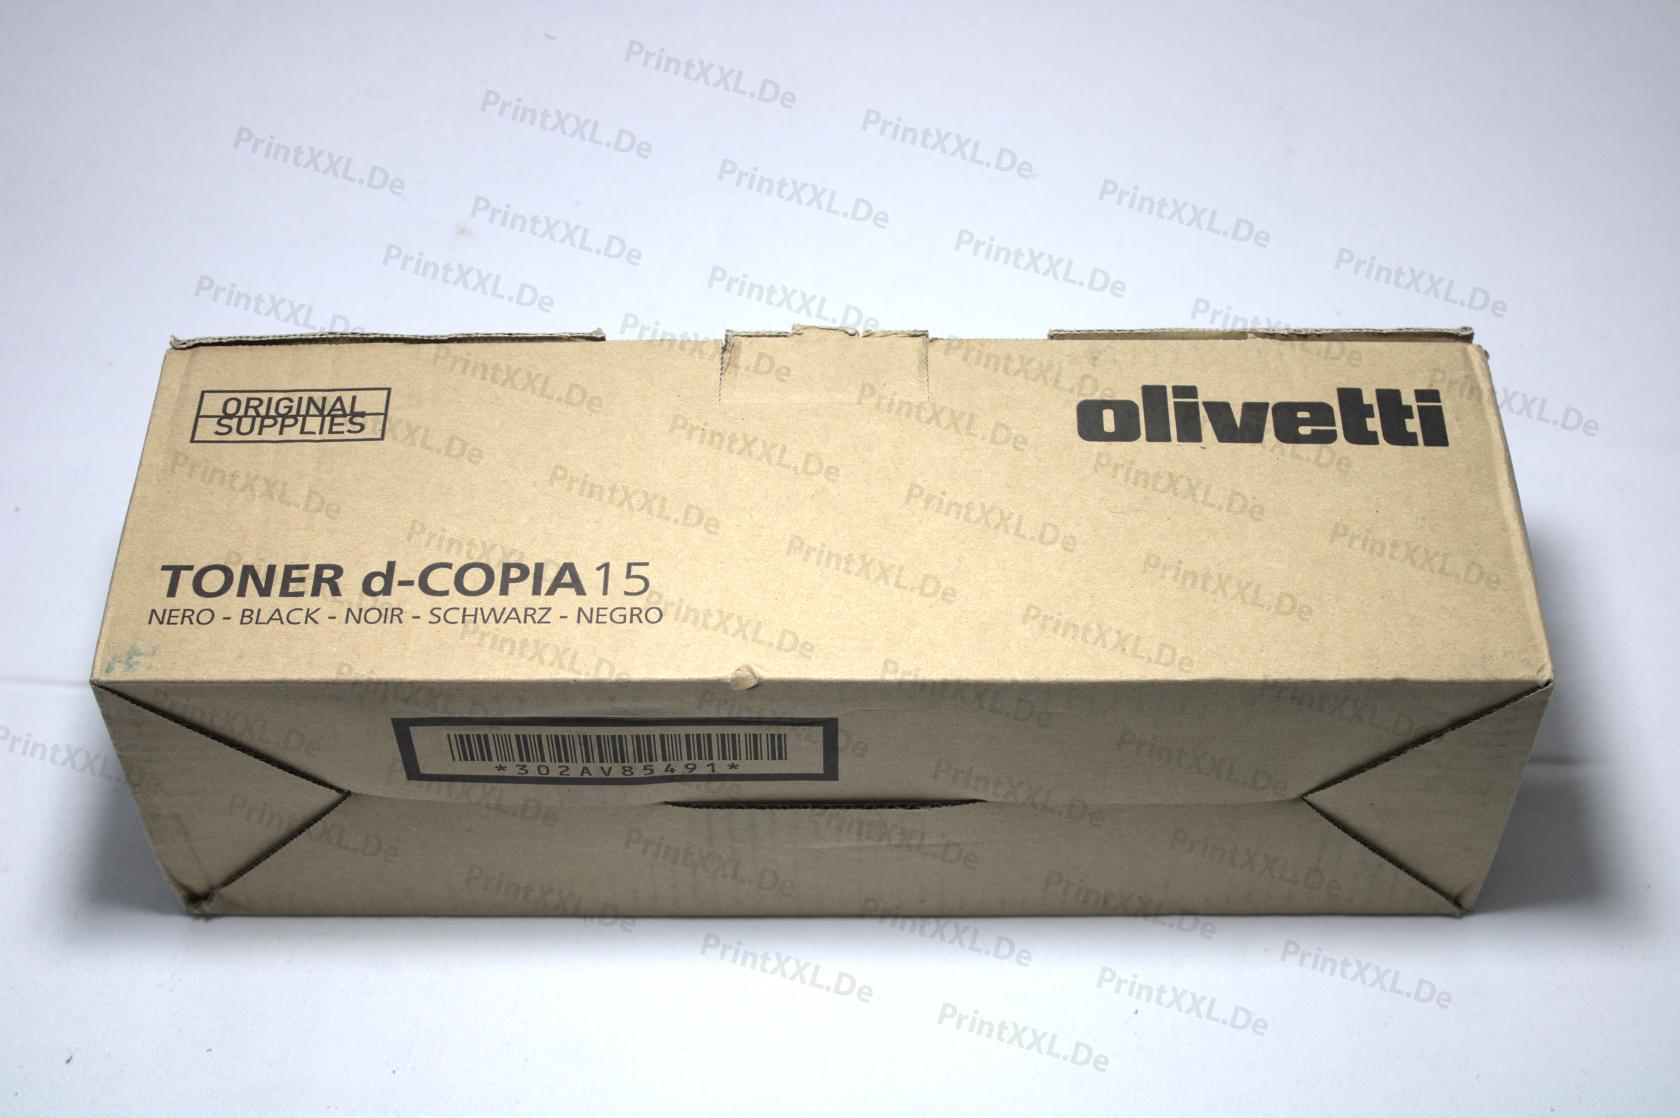 ORIGINAL
SUPPLIES
olivetti
TONER d-COPIA15
NERO - BLACK - NOIR - SCHWARZ - NEGRO
*302AV85491*
PrintXXL.De